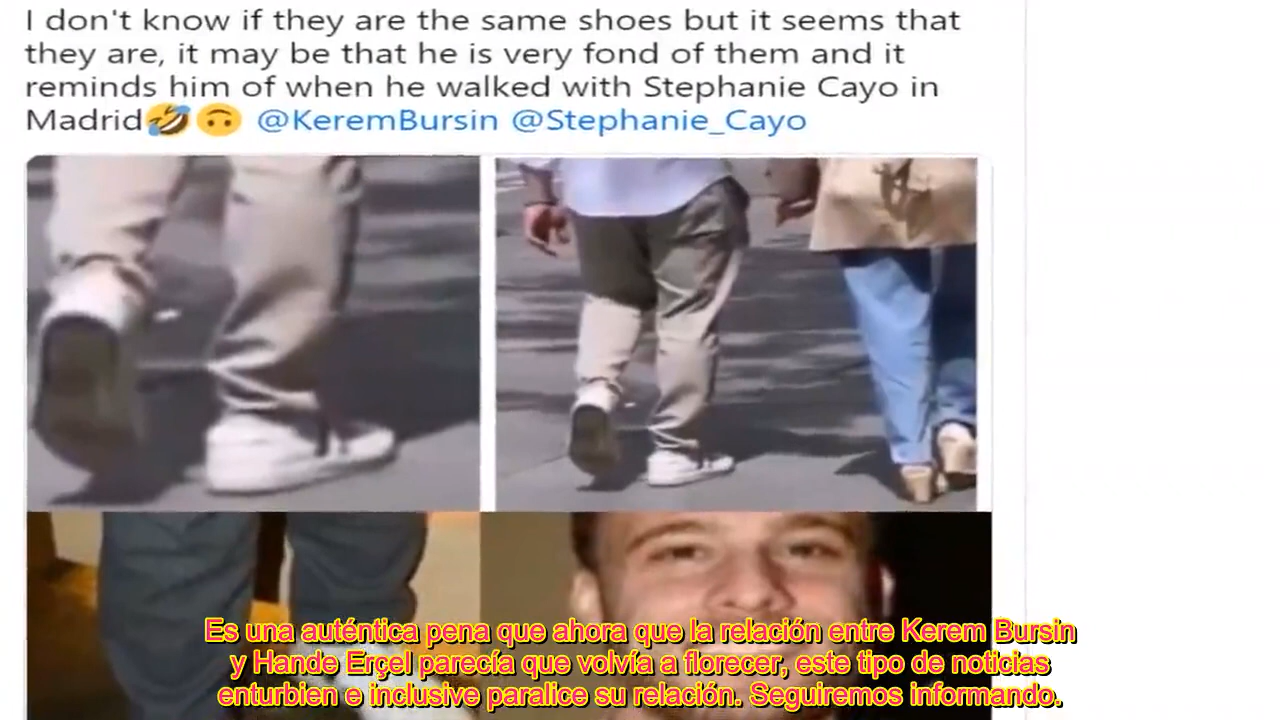 I don't know if they are the same shoes but it seems that
they are, it may be that he is very fond of them and it
reminds him of when he walked with Stephanie Cayo in
Madrid🤣🙃 @KeremBursin @Stephanie_Cayo
Es una auténtica pena que ahora que la relación entre Kerem Bursin
y Hande Erçel parecía que volvía a florecer, este tipo de noticias
enturbien e inclusive paralice su relación. Seguiremos informando.